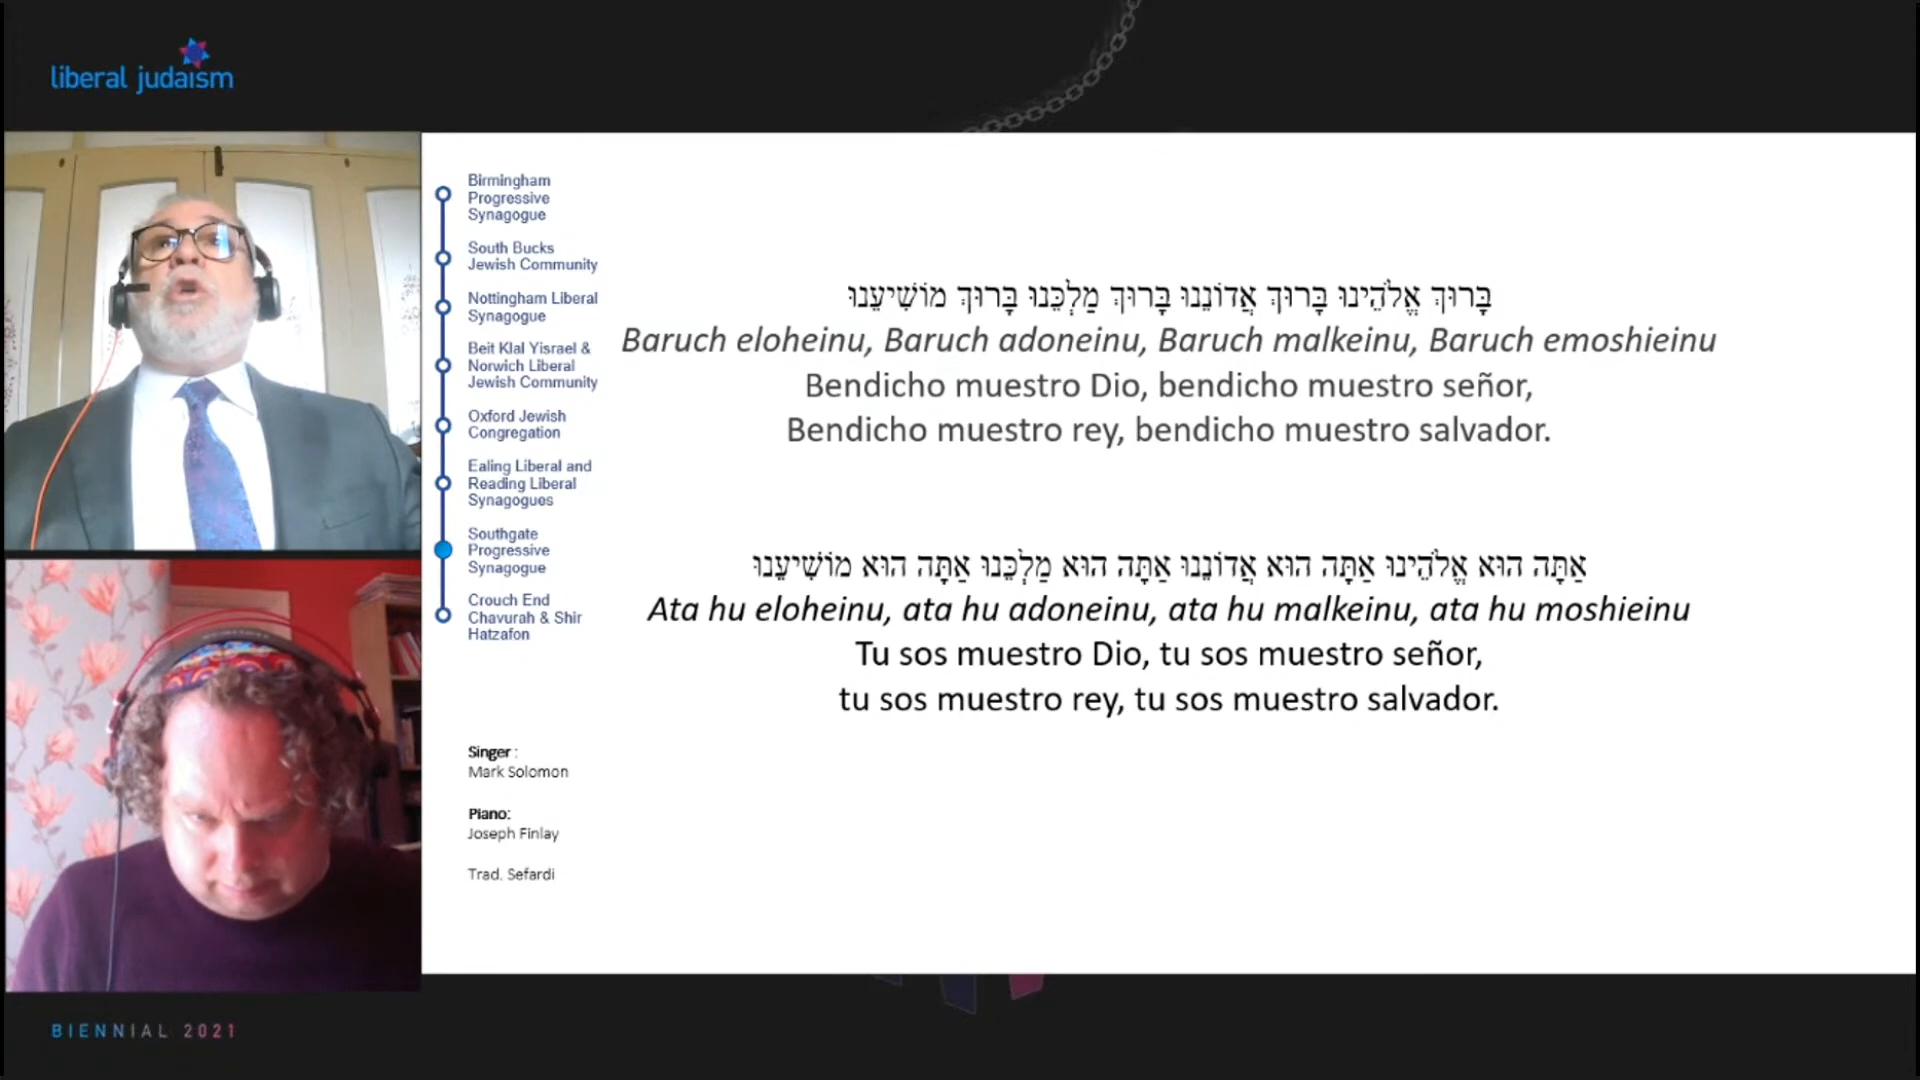 liberal judaism
Birmingham
Progressive
Synagogue
South Bucks
Jewish Community
Nottingham Liberal
Synagogue
Beit Klal Yisrael &
Norwich Liberal
Jewish Community
Oxford Jewish
Congregation
Ealing Liberal and
Reading Liberal
Synagogues
Southgate
Progressive
Synagogue
Crouch End
Chavurah & Shir
Hatzafon
Singer :
Mark Solomon
Piano:
Joseph Finlay
Trad. Sefardi
בָּרוּךְ אֱלֹהֵינוּ בָּרוּךְ אֲדוֹנֵנוּ בָּרוּךְ מַלְכֵּנוּ בָּרוּךְ מוֹשִׁיעֵנוּ
Baruch eloheinu, Baruch adoneinu, Baruch malkeinu, Baruch emoshieinu
Bendicho muestro Dio, bendicho muestro señor,
Bendicho muestro rey, bendicho muestro salvador.
אַתָּה הוּא אֱלֹהֵינוּ אַתָּה הוּא אֲדוֹנֵנוּ אַתָּה הוּא מַלְכֵּנוּ אַתָּה הוּא מוֹשִׁיעֵנוּ
Ata hu eloheinu, ata hu adoneinu, ata hu malkeinu, ata hu moshieinu
Tu sos muestro Dio, tu sos muestro señor,
tu sos muestro rey, tu sos muestro salvador.
BIENNIAL 2021